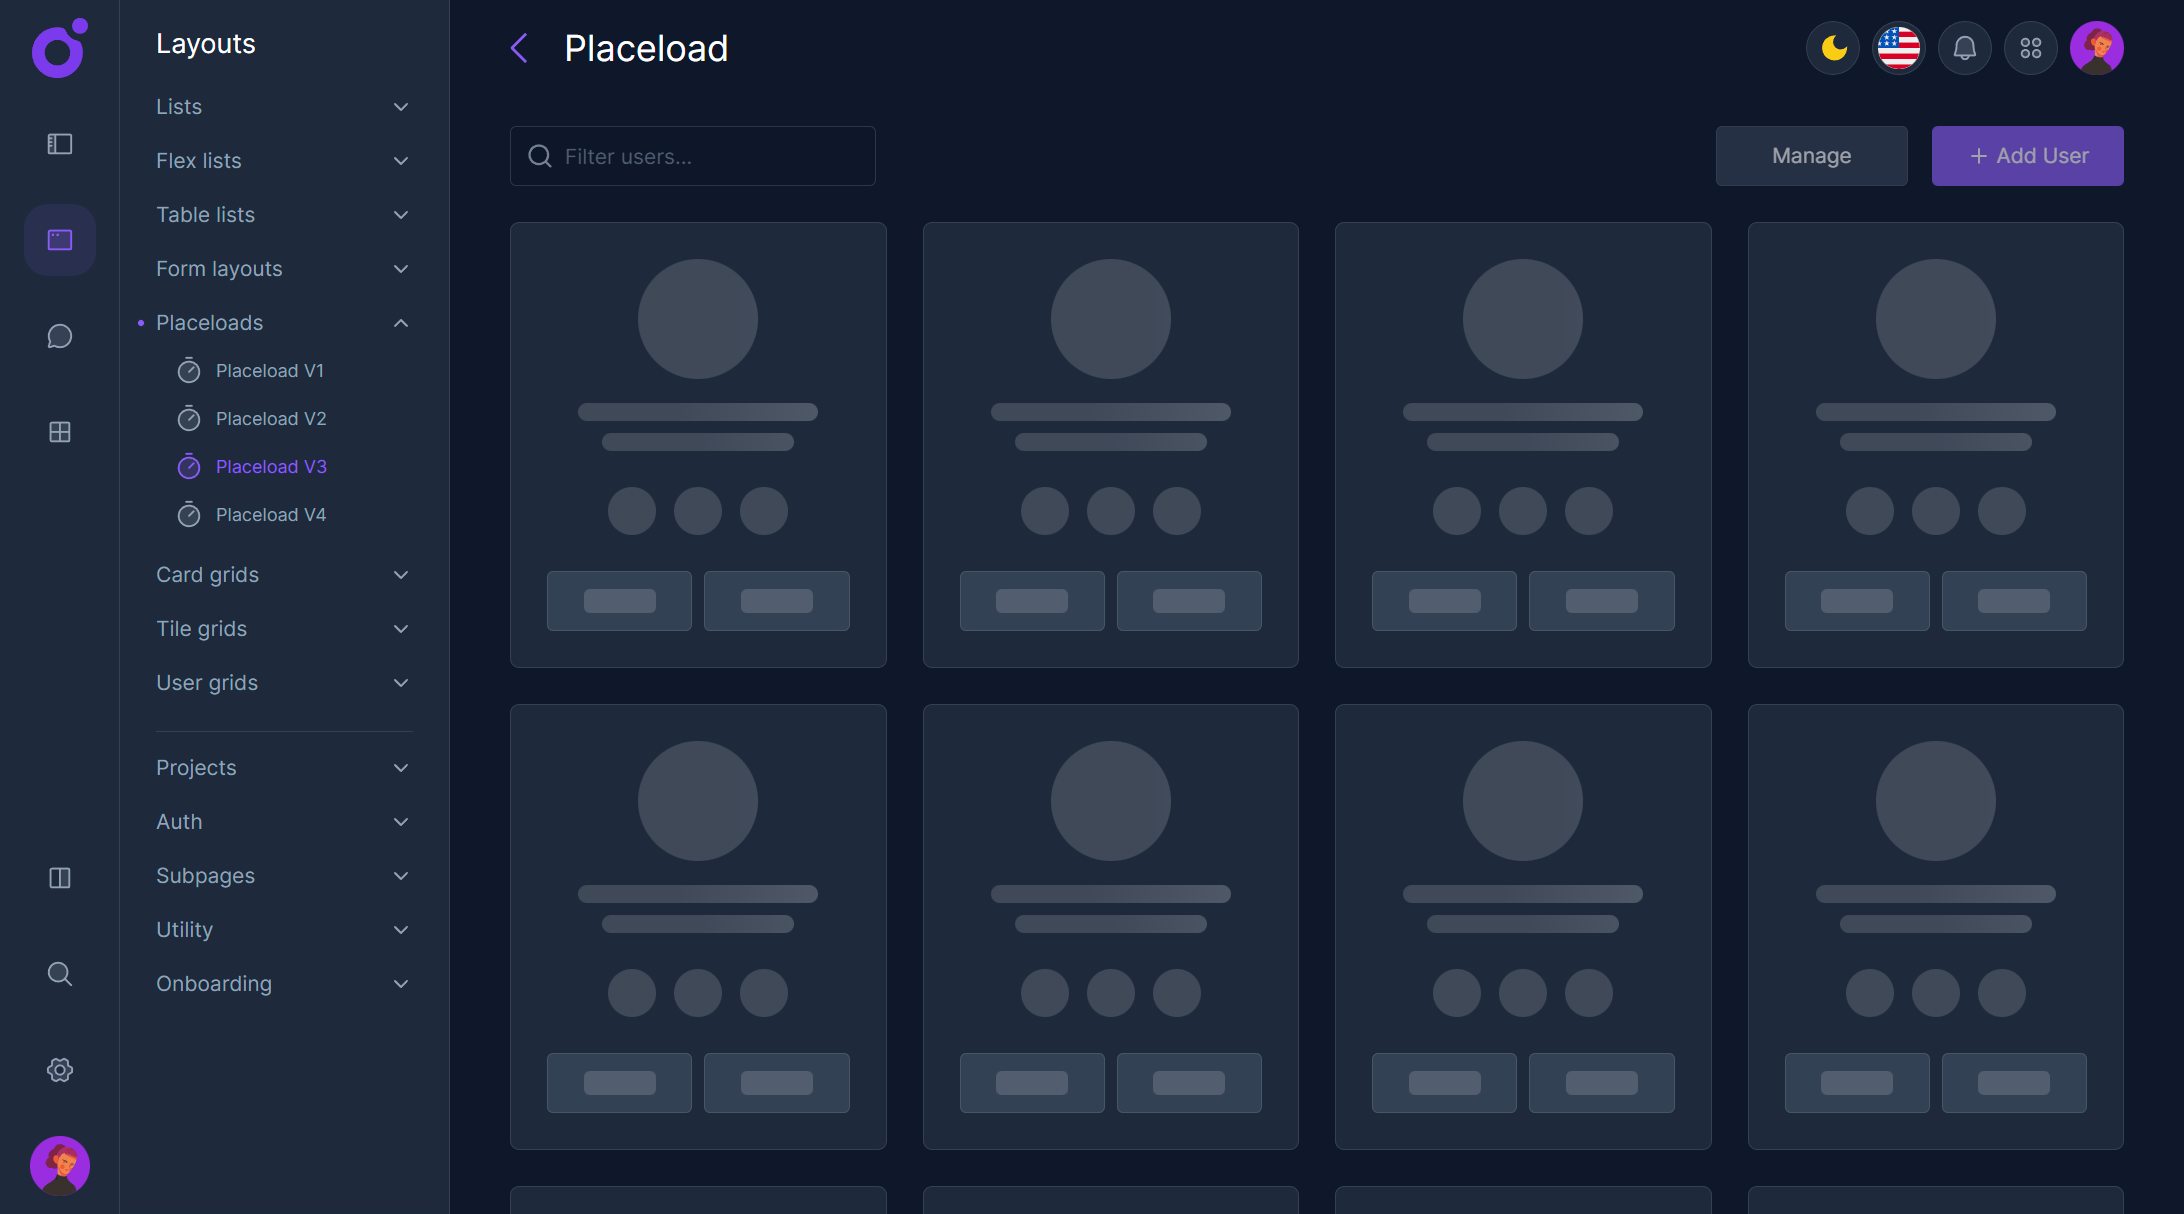 Layouts
Lists
Flex lists
Table lists
Form layouts
Placeloads
Placeload V1
Placeload V2
Placeload V3
Placeload V4
Card grids
Tile grids
User grids
Projects
Auth
Subpages
Utility
Onboarding
Placeload
Filter users...
Manage
+ Add User